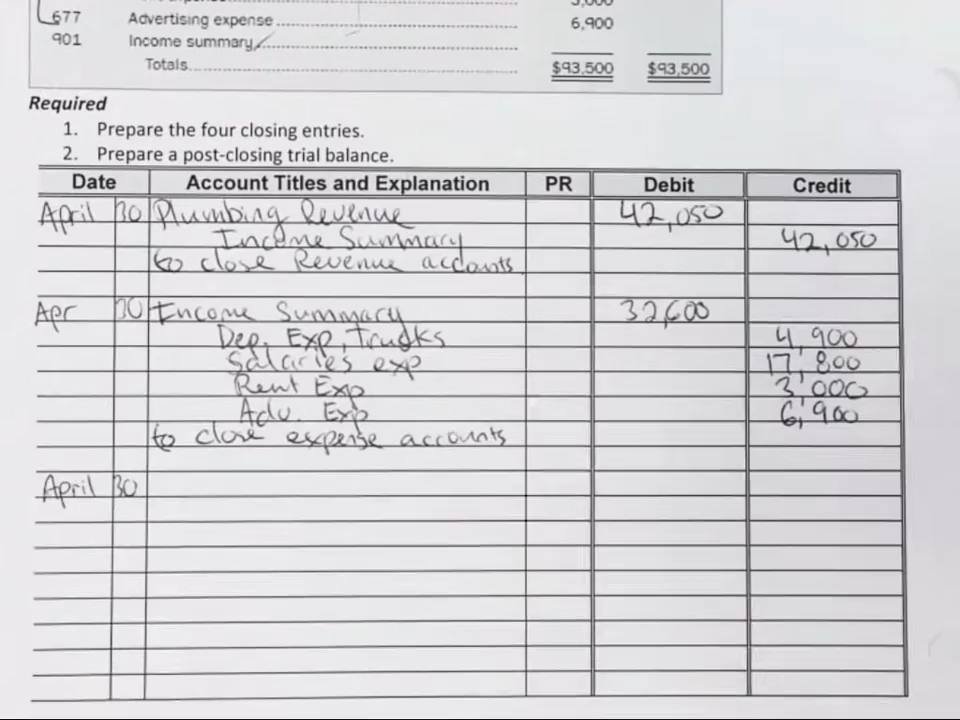 3,000
677 Advertising expense 6,900
901 Income summary
Totals $93,500 $93,500
Required
1. Prepare the four closing entries.
2. Prepare a post-closing trial balance.
Date Account Titles and Explanation PR Debit Credit
April 30 Plumbing Revenue 42,050
Income Summary 42,050
to close Revenue accounts
Apr 30 Income Summary 32,600
Dep. Exp, Trucks 4,900
Salaries exp 17,800
Rent Exp 3,000
Adv. Exp 6,900
to close expense accounts
April 30